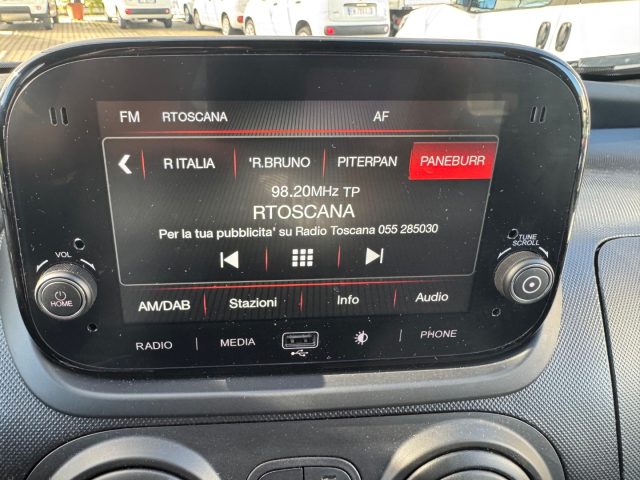 FM RTOSCANA AF
R ITALIA 'R.BRUNO PITERPAN PANEBURR
98.20MHz TP
RTOSCANA
Per la tua pubblicita' su Radio Toscana 055 285030
VOL
TUNE
SCROLL
HOME
AM/DAB Stazioni Info Audio
RADIO MEDIA PHONE